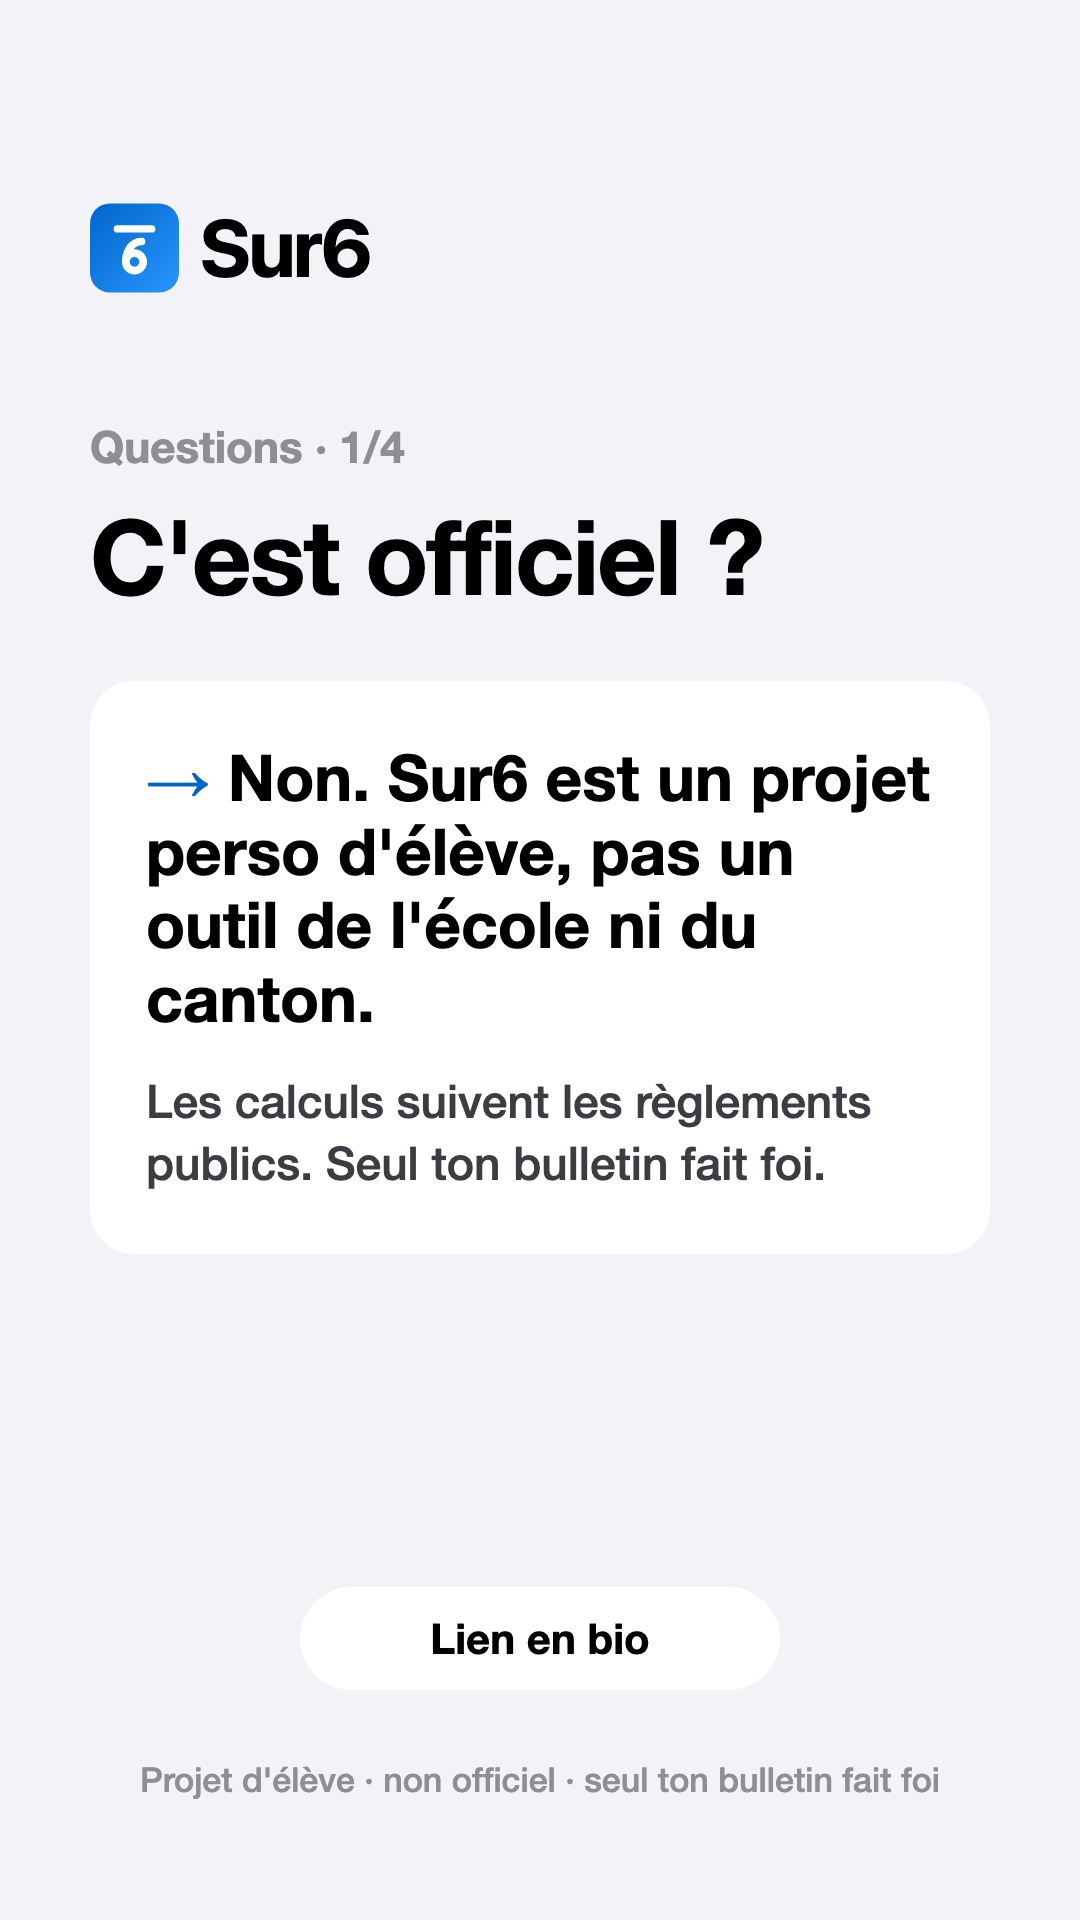 6 Sur6
Questions · 1/4
C'est officiel ?
→ Non. Sur6 est un projet
perso d'élève, pas un
outil de l'école ni du
canton.
Les calculs suivent les règlements
publics. Seul ton bulletin fait foi.
Lien en bio
Projet d'élève · non officiel · seul ton bulletin fait foi